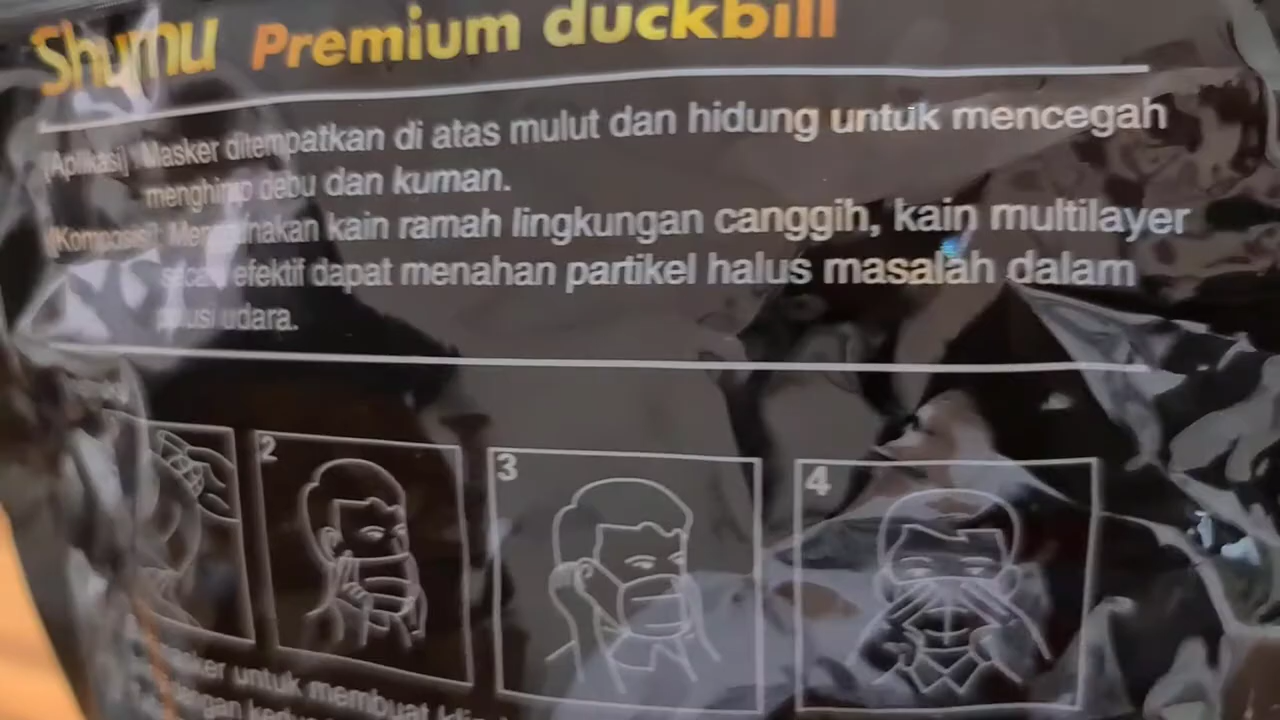 Shumu Premium duckbill
[Aplikasi] Masker ditempatkan di atas mulut dan hidung untuk mencegah
menghirup debu dan kuman.
[Komposisi] : Menggunakan kain ramah lingkungan canggih, kain multilayer
secara efektif dapat menahan partikel halus masalah dalam
polusi udara.
2
3
4
untuk membuat
dengan